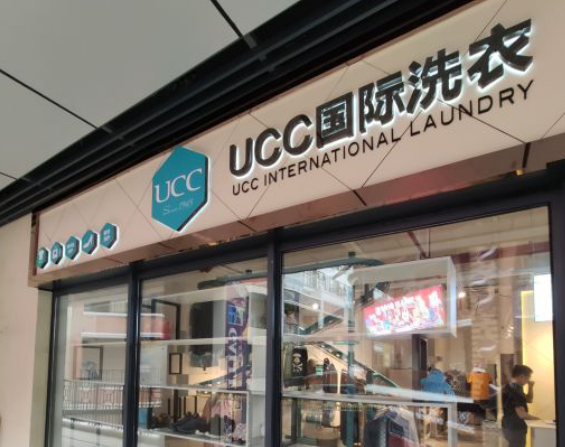 UCC国际洗衣
UCC INTERNATIONAL LAUNDRY
UCC